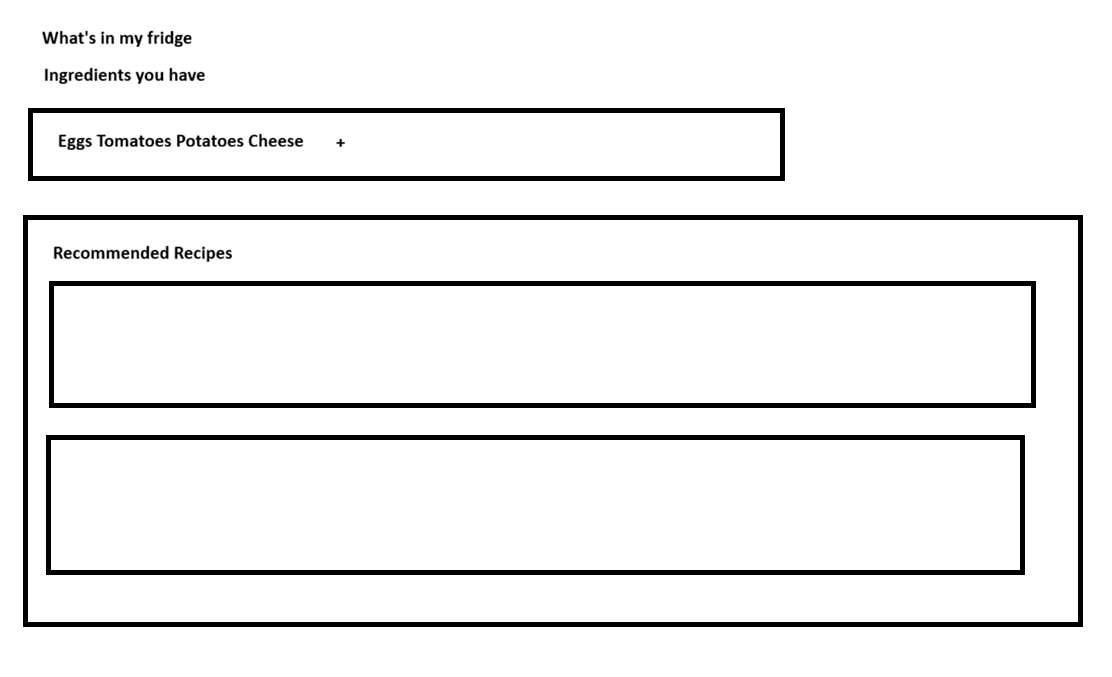 What's in my fridge
Ingredients you have
Eggs Tomatoes Potatoes Cheese +
Recommended Recipes